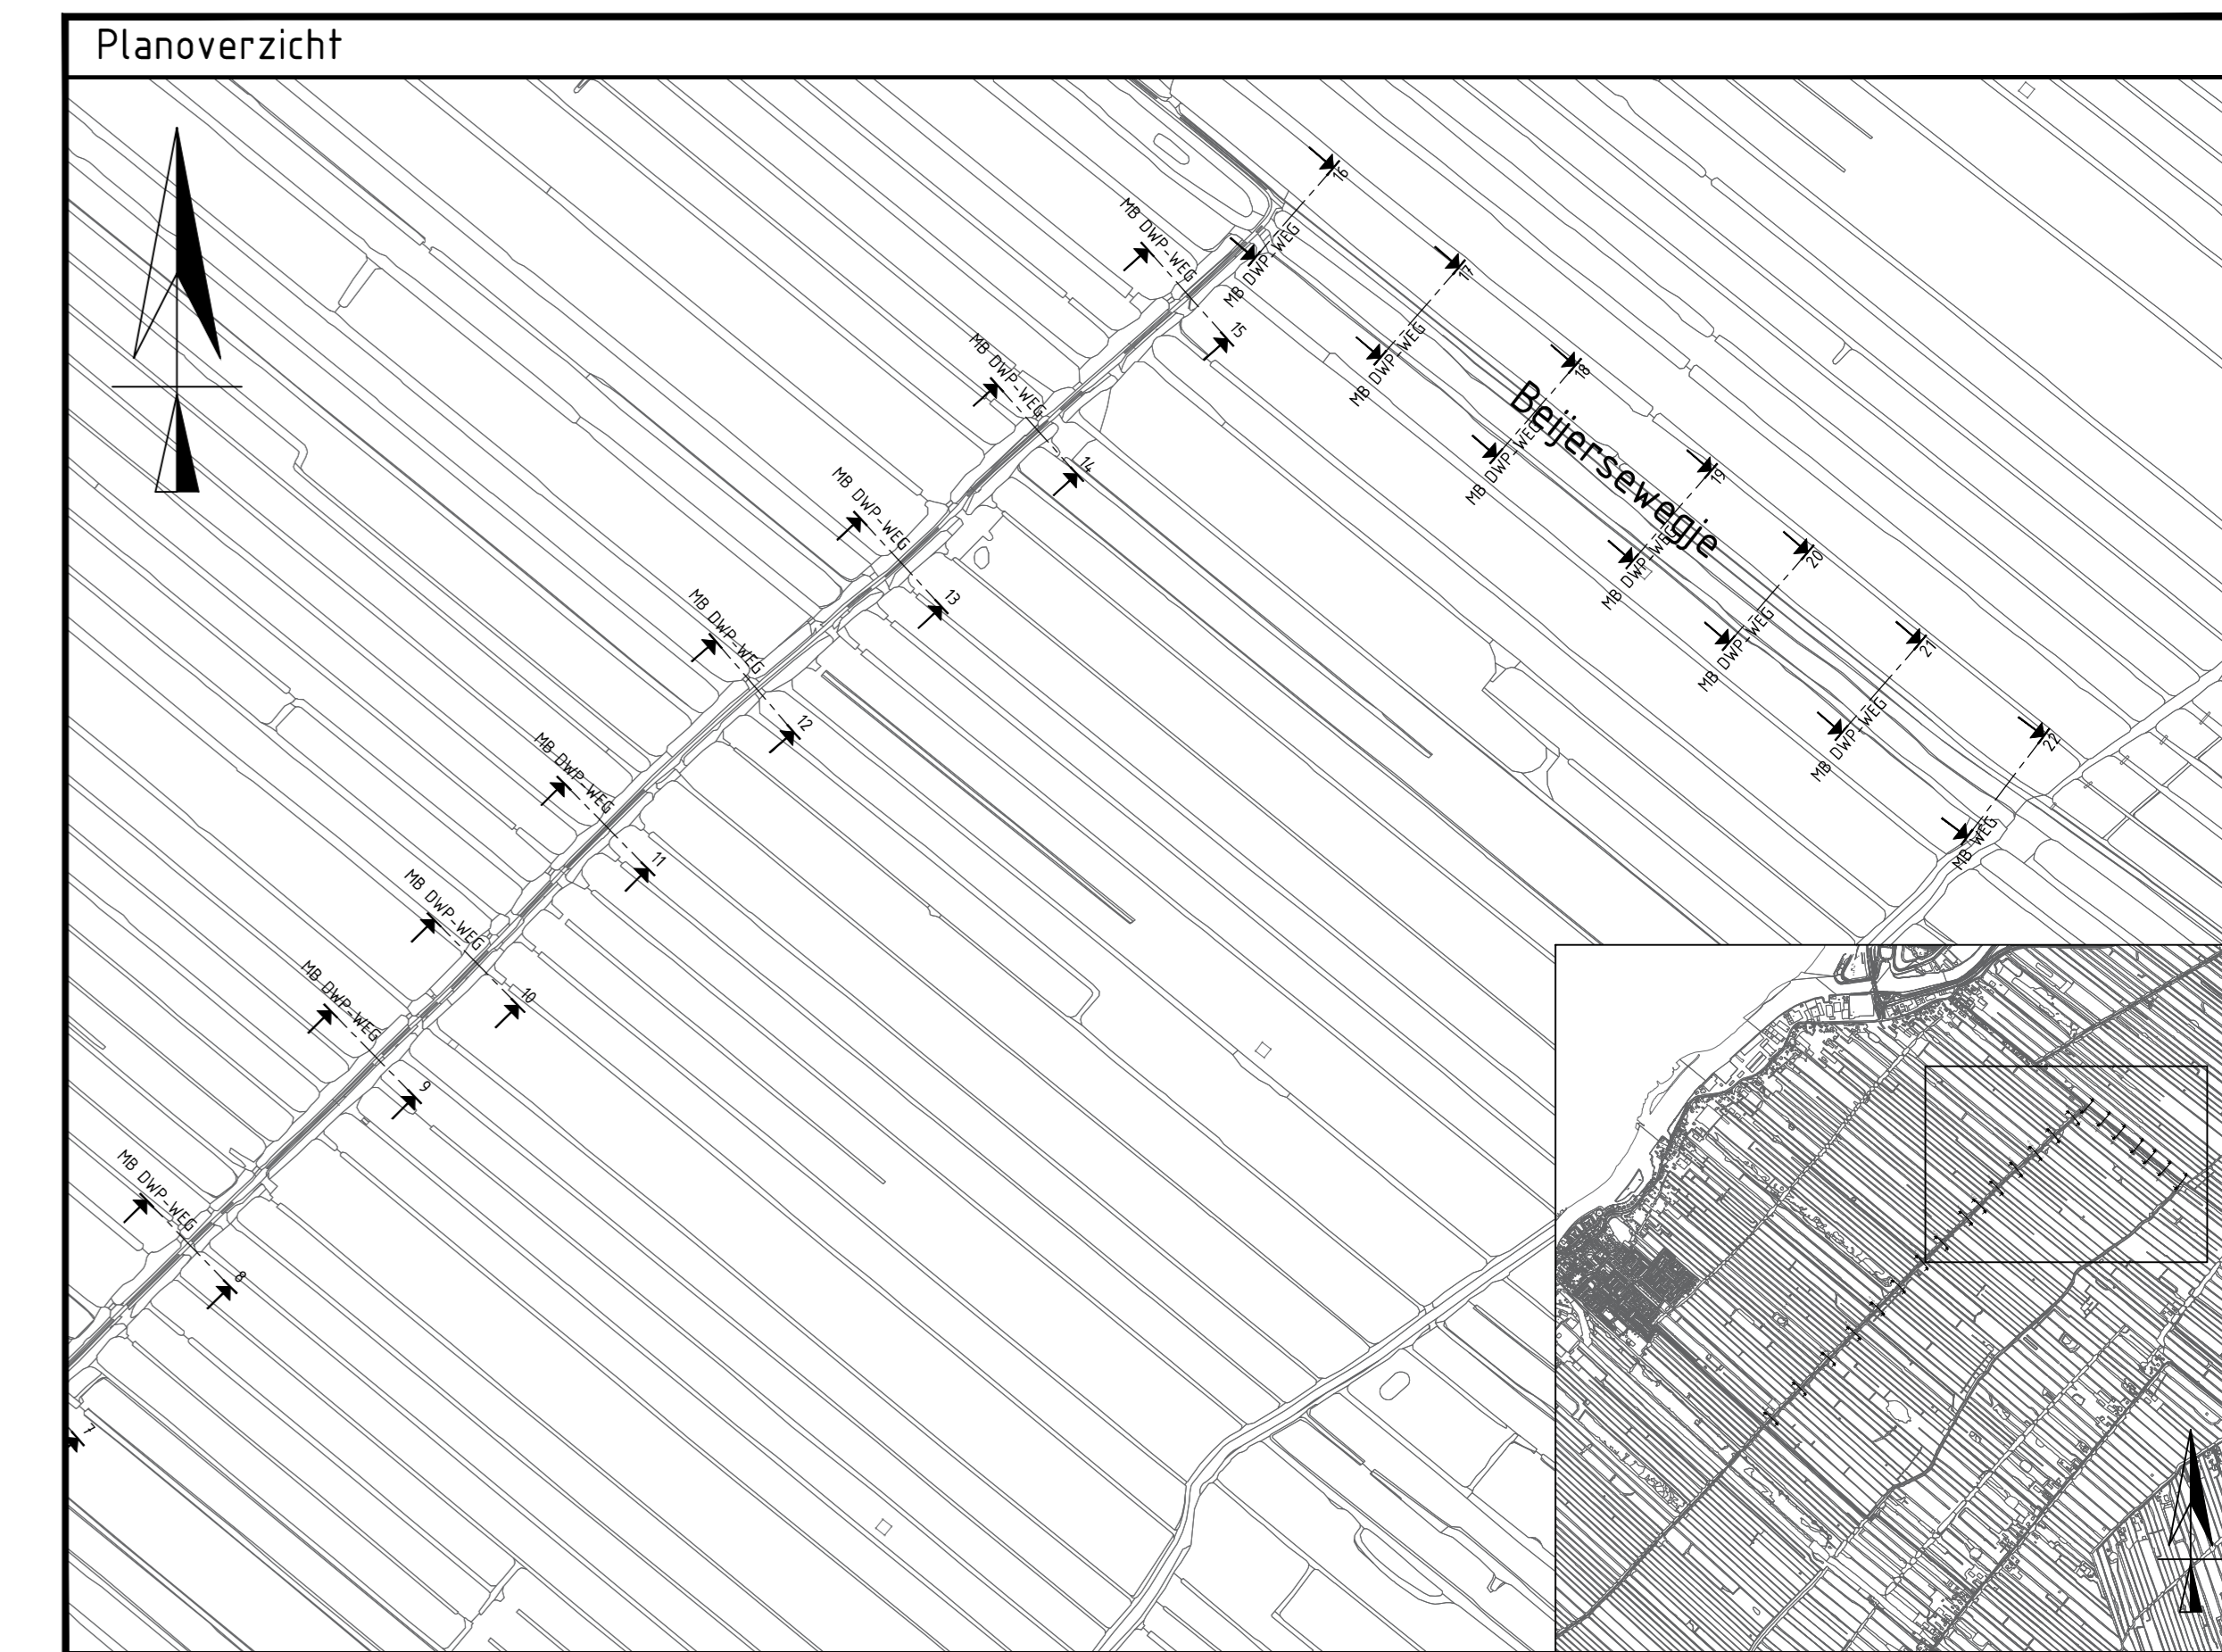 Planoverzicht
MB DWP-WEG 16
MB DWP-WEG 15
MB DWP-WEG 17
MB DWP-WEG 14
MB DWP-WEG 18
Beijersewegje
MB DWP-WEG 19
MB DWP-WEG 13
MB DWP-WEG 20
MB DWP-WEG 12
MB DWP-WEG 21
MB DWP-WEG 11
MB WEG 22
MB DWP-WEG 10
MB DWP-WEG 9
MB DWP-WEG 8
7